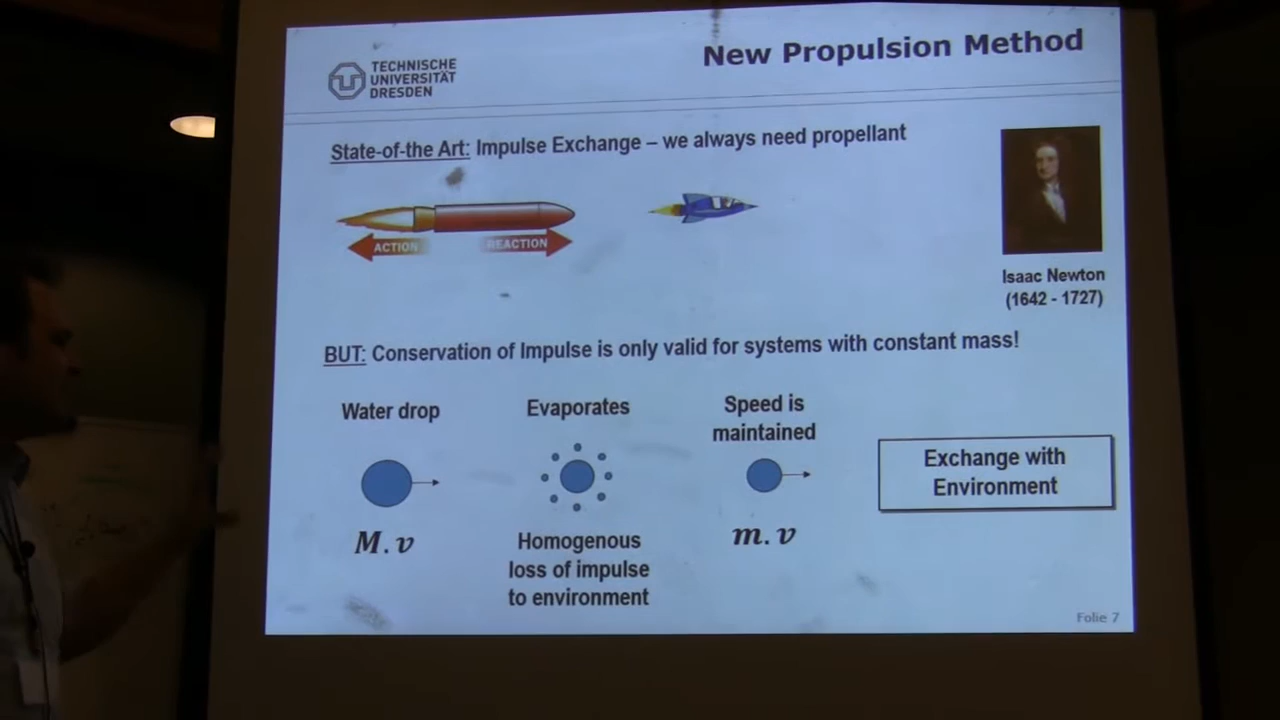 New Propulsion Method
TECHNISCHE
UNIVERSITÄT
DRESDEN
State-of-the Art: Impulse Exchange – we always need propellant
ACTION
REACTION
Isaac Newton
(1642 - 1727)
BUT: Conservation of Impulse is only valid for systems with constant mass!
Water drop
Evaporates
Speed is
maintained
Exchange with
Environment
M.v
Homogenous
loss of impulse
to environment
m.v
Folie 7